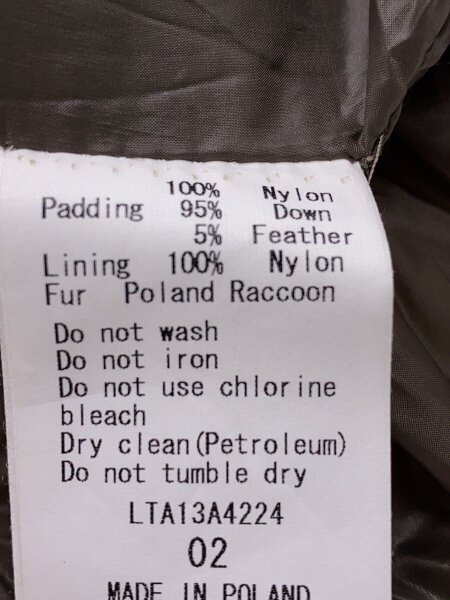 100% Nylon
Padding 95% Down
5% Feather
Lining 100% Nylon
Fur Poland Raccoon
Do not wash
Do not iron
Do not use chlorine
bleach
Dry clean(Petroleum)
Do not tumble dry
LTA13A4224
02
MADE IN POLAND